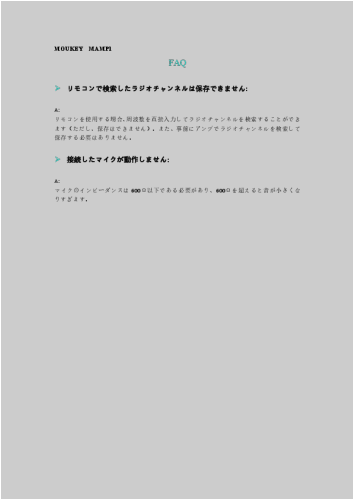 MOUKEY MAMP1
FAQ
➢ リモコンで検索したラジオチャンネルは保存できません:
A:
リモコンを使用する場合、周波数を直接入力してラジオチャンネルを検索することができ
ます（ただし、保存はできません）。また、事前にアンプでラジオチャンネルを検索して
保存する必要はありません。
➢ 接続したマイクが動作しません:
A:
マイクのインピーダンスは 600Ω以下である必要があり、600Ωを超えると音が小さくな
りすぎます。